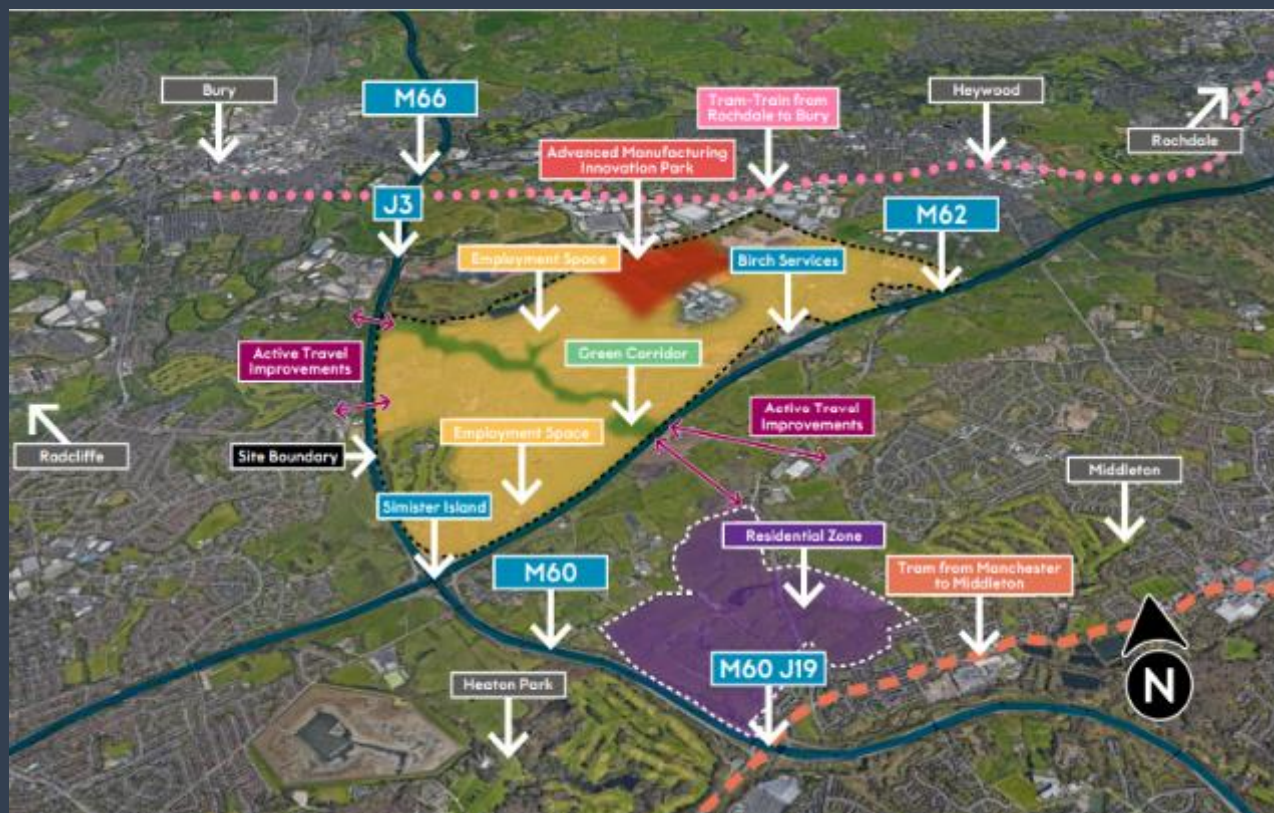 Bury
M66
Tram-Train from
Rochdale to Bury
Heywood
Rochdale
Advanced Manufacturing
Innovation Park
J3
M62
Employment Space
Birch Services
Active Travel
Improvements
Green Corridor
Radcliffe
Site Boundary
Employment Space
Active Travel
Improvements
Middleton
Simister Island
M60
Residential Zone
Tram from Manchester
to Middleton
Heaton Park
M60 J19
N